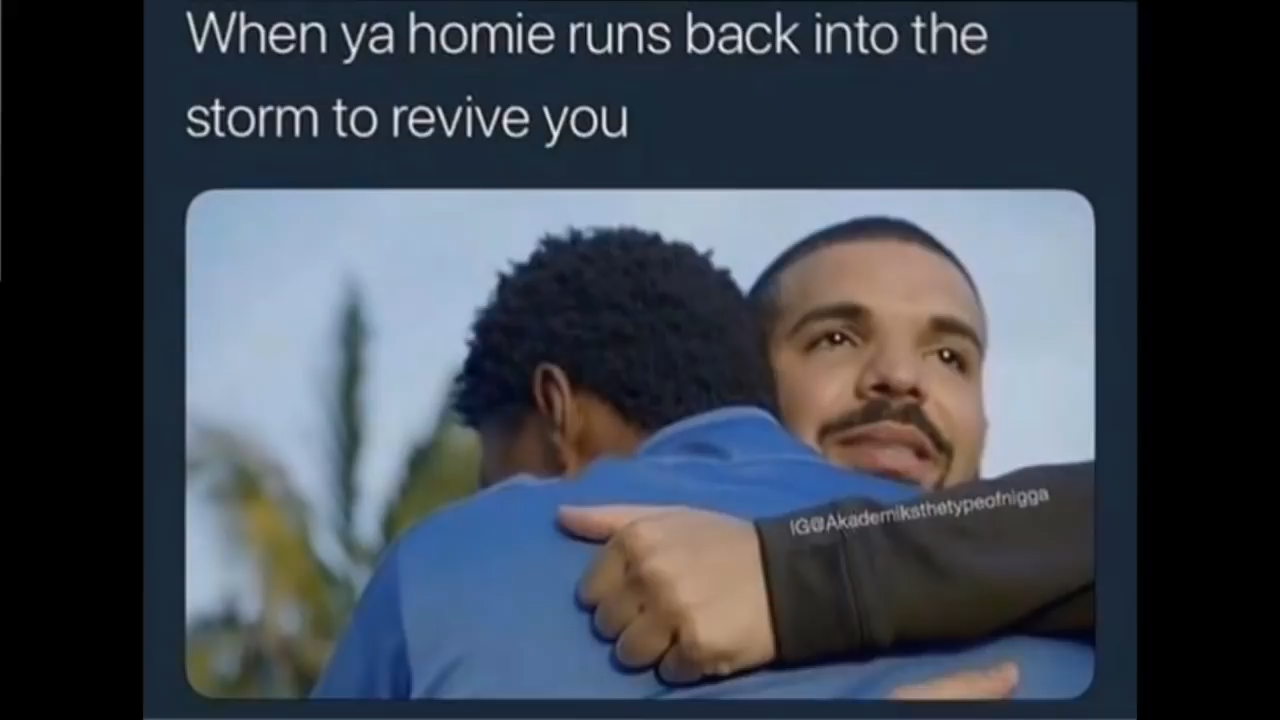 When ya homie runs back into the
storm to revive you
IG@Akademiksthetypeofnigga